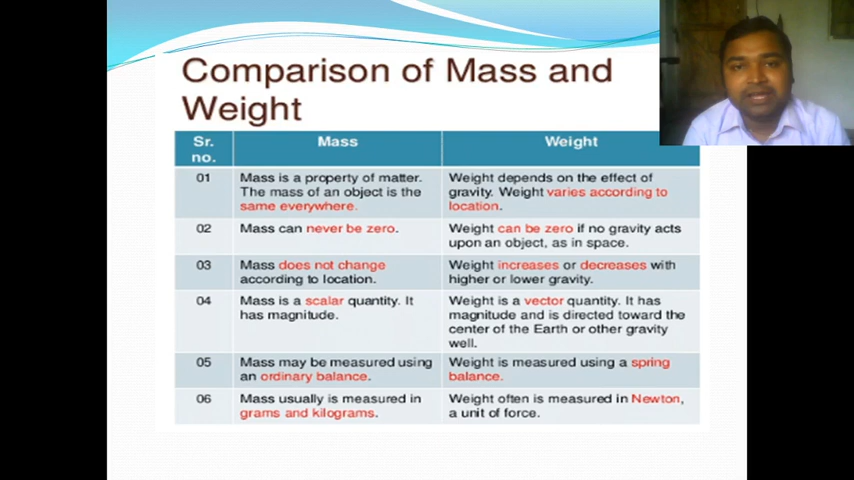 Comparison of Mass and
Weight
Sr.
no.
Mass
Weight
01
Mass is a property of matter.
The mass of an object is the
same everywhere.
Weight depends on the effect of
gravity. Weight varies according to
location.
02
Mass can never be zero.
Weight can be zero if no gravity acts
upon an object, as in space.
03
Mass does not change
according to location.
Weight increases or decreases with
higher or lower gravity.
04
Mass is a scalar quantity. It
has magnitude.
Weight is a vector quantity. It has
magnitude and is directed toward the
center of the Earth or other gravity
well.
05
Mass may be measured using
an ordinary balance.
Weight is measured using a spring
balance.
06
Mass usually is measured in
grams and kilograms.
Weight often is measured in Newton,
a unit of force.